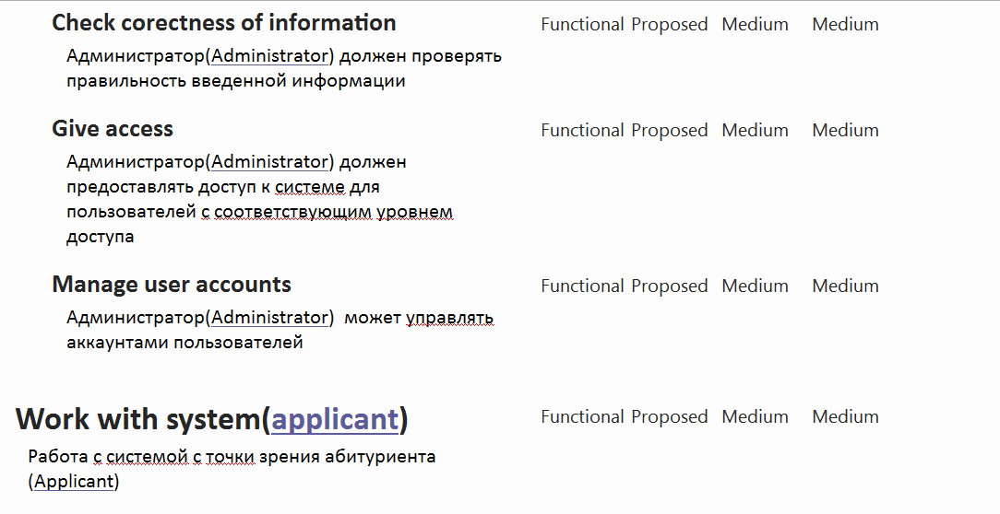 Check corectness of information Functional Proposed Medium Medium
Администратор(Administrator) должен проверять
правильность введенной информации
Give access Functional Proposed Medium Medium
Администратор(Administrator) должен
предоставлять доступ к системе для
пользователей с соответствующим уровнем
доступа
Manage user accounts Functional Proposed Medium Medium
Администратор(Administrator)  может управлять
аккаунтами пользователей
Work with system(applicant) Functional Proposed Medium Medium
Работа с системой с точки зрения абитуриента
(Applicant)